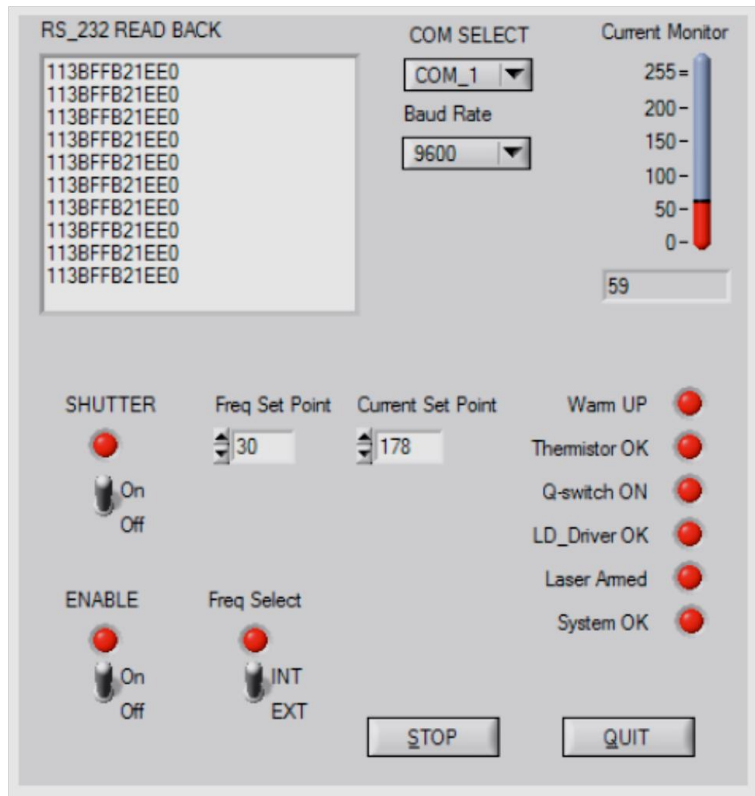 RS_232 READ BACK
COM SELECT
Current Monitor
113BFFB21EE0
113BFFB21EE0
113BFFB21EE0
113BFFB21EE0
113BFFB21EE0
113BFFB21EE0
113BFFB21EE0
113BFFB21EE0
113BFFB21EE0
113BFFB21EE0
COM_1
Baud Rate
9600
255
200
150
100
50
0
59
SHUTTER
On
Off
Freq Set Point
30
Current Set Point
178
Warm UP
Thermistor OK
Q-switch ON
LD_Driver OK
Laser Armed
System OK
ENABLE
On
Off
Freq Select
INT
EXT
STOP
QUIT